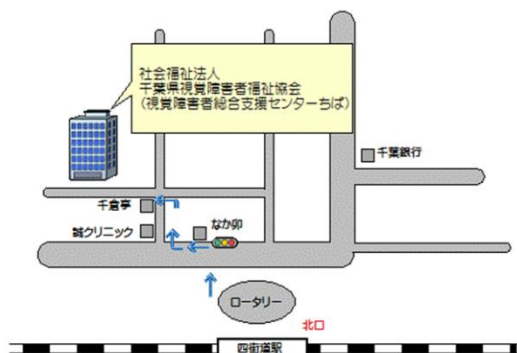 社会福祉法人
千葉県視覚障害者福祉協会
(視覚障害者総合支援センターちば)
千葉銀行
千倉亭
なか卯
誠クリニック
ロータリー
北口
四街道駅